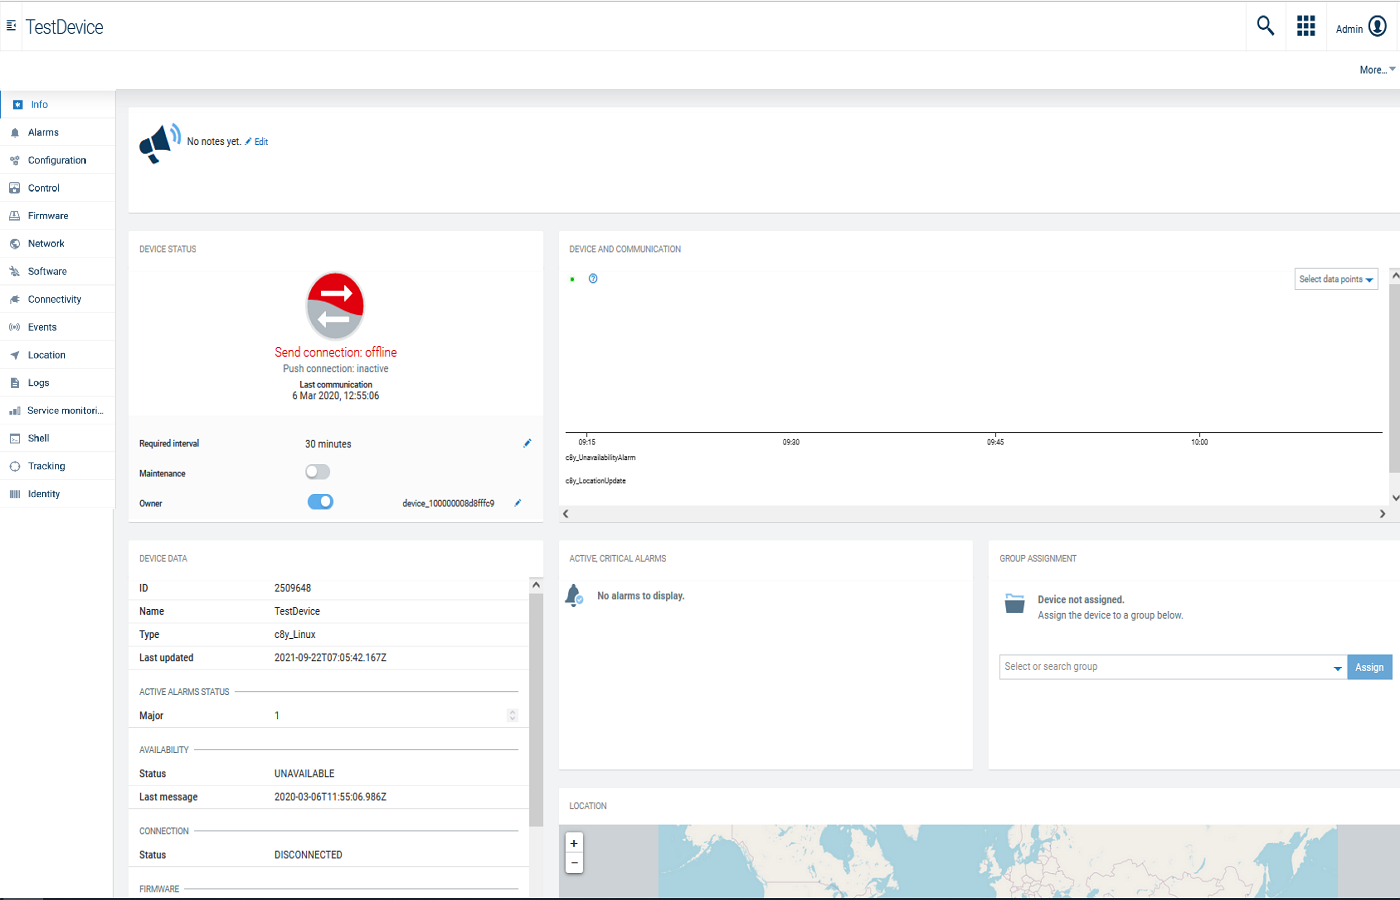 TestDevice
Admin
More...
Info
Alarms
Configuration
Control
Firmware
Network
Software
Connectivity
Events
Location
Logs
Service monitori...
Shell
Tracking
Identity
No notes yet. Edit
DEVICE STATUS
Send connection: offline
Push connection: inactive
Last communication
6 Mar 2020, 12:55:06
Required interval 30 minutes
Maintenance
Owner device_100000008d8fffc9
DEVICE AND COMMUNICATION
Select data points
09:15 09:30 09:45 10:00
c8y_UnavailabilityAlarm
c8y_LocationUpdate
DEVICE DATA
ID 2509648
Name TestDevice
Type c8y_Linux
Last updated 2021-09-22T07:05:42.167Z
ACTIVE ALARMS STATUS
Major 1
AVAILABILITY
Status UNAVAILABLE
Last message 2020-03-06T11:55:06.986Z
CONNECTION
Status DISCONNECTED
FIRMWARE
ACTIVE, CRITICAL ALARMS
No alarms to display.
GROUP ASSIGNMENT
Device not assigned.
Assign the device to a group below.
Select or search group Assign
LOCATION
+
−